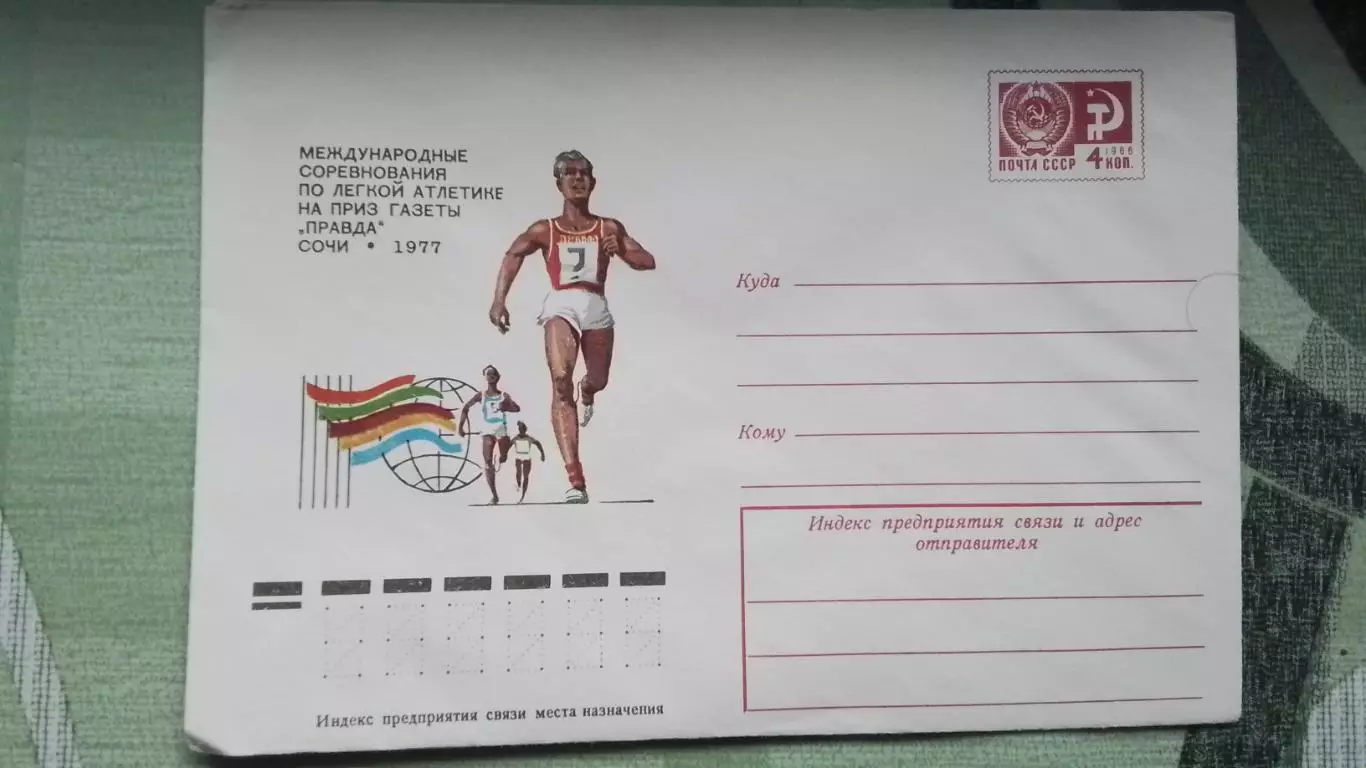 МЕЖДУНАРОДНЫЕ
СОРЕВНОВАНИЯ
ПО ЛЕГКОЙ АТЛЕТИКЕ
НА ПРИЗ ГАЗЕТЫ
„ПРАВДА“
СОЧИ • 1977
1966
ПОЧТА СССР 4 КОП.
Куда
Кому
Индекс предприятия связи и адрес
отправителя
Индекс предприятия связи места назначения